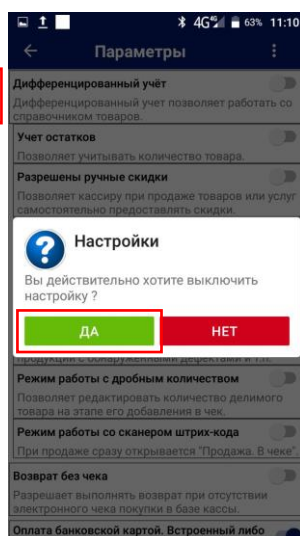 4G 63% 11:10
Параметры
Дифференцированный учёт
Дифференцированный учет позволяет работать со
справочником товаров.
Учет остатков
Позволяет учитывать количество товара.
Разрешены ручные скидки
Позволяет кассиру при продаже товаров или услуг
самостоятельно предоставлять скидки.
Настройки
Вы действительно хотите выключить
настройку ?
ДА НЕТ
продукции с обнаруженными дефектами и т.п.
Режим работы с дробным количеством
Позволяет редактировать количество делимого
товара на этапе его добавления в чек.
Режим работы со сканером штрих-кода
При продаже сразу открывается "Продажа. В чеке".
Возврат без чека
Разрешает выполнять возврат при отсутствии
электронного чека покупки в базе кассы.
Оплата банковской картой. Встроенный либо